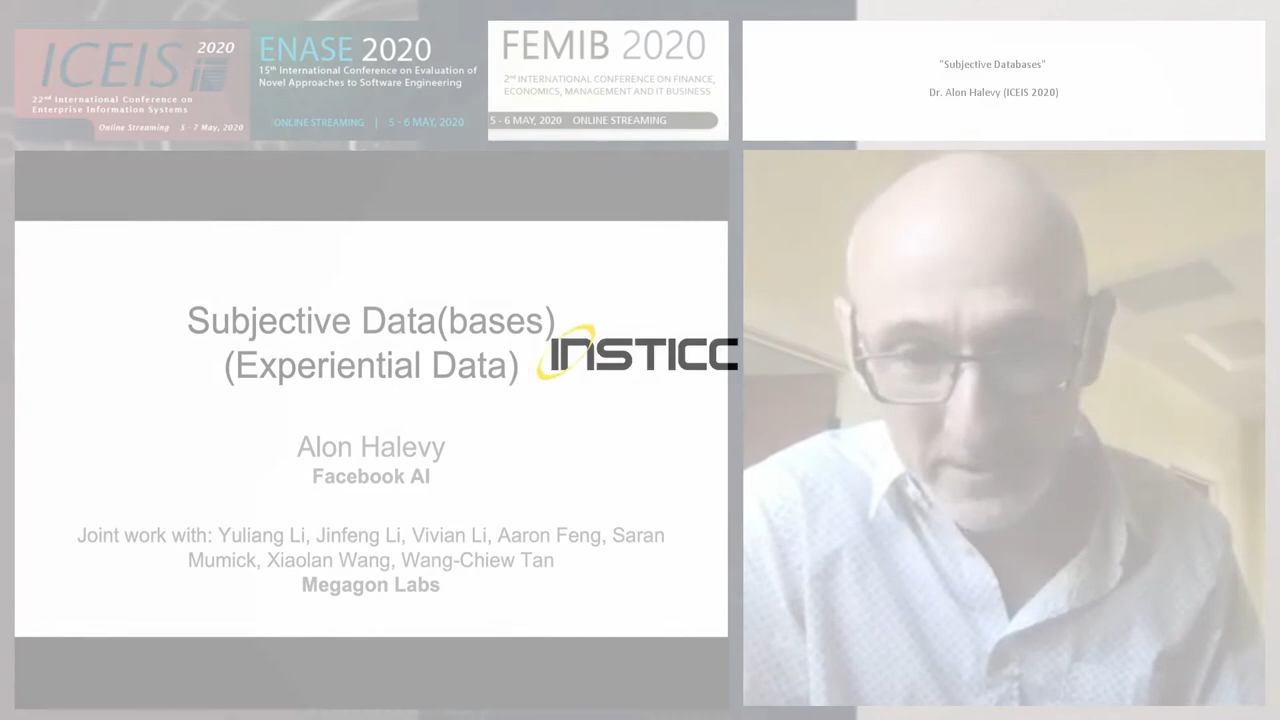 ICEIS 2020
22nd International Conference on
Enterprise Information Systems
Online Streaming 5 - 7 May, 2020
ENASE 2020
15th International Conference on Evaluation of
Novel Approaches to Software Engineering
ONLINE STREAMING | 5 - 6 MAY, 2020
FEMIB 2020
2ND INTERNATIONAL CONFERENCE ON FINANCE,
ECONOMICS, MANAGEMENT AND IT BUSINESS
5 - 6 MAY, 2020 ONLINE STREAMING
"Subjective Databases"
Dr. Alon Halevy (ICEIS 2020)
Subjective Data(bases)
(Experiential Data)
INSTICC
Alon Halevy
Facebook AI
Joint work with: Yuliang Li, Jinfeng Li, Vivian Li, Aaron Feng, Saran
Mumick, Xiaolan Wang, Wang-Chiew Tan
Megagon Labs